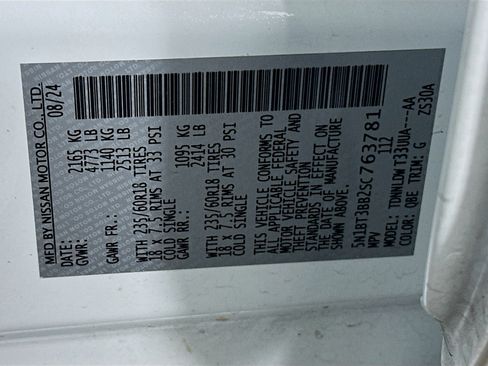 MFD BY NISSAN MOTOR CO., LTD.
DATE: 08/24
GVWR: 2165 KG
4773 LB
GAWR FR.: 1140 KG
2513 LB
WITH 235/60R18 TIRES
18 X 7.5 RIMS AT 33 PSI
COLD SINGLE
GAWR RR.: 1095 KG
2414 LB
WITH 235/60R18 TIRES
18 X 7.5 RIMS AT 30 PSI
COLD SINGLE
THIS VEHICLE CONFORMS TO
ALL APPLICABLE FEDERAL
MOTOR VEHICLE SAFETY AND
THEFT PREVENTION
STANDARDS IN EFFECT ON
THE DATE OF MANUFACTURE
SHOWN ABOVE.
5N1BT3BB2SC763781
MPV 112
MODEL: TDWNLDW T33UUA---AA
COLOR: QBE TRIM: G ZS30A